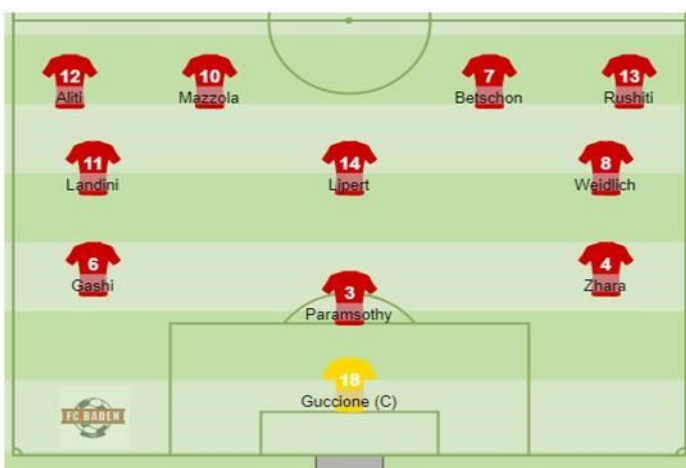 12
Aliti
10
Mazzola
7
Betschon
13
Rushiti
11
Landini
14
Lipert
8
Weidlich
6
Gashi
3
Paramsothy
4
Zhara
18
Guccione (C)
FC BADEN